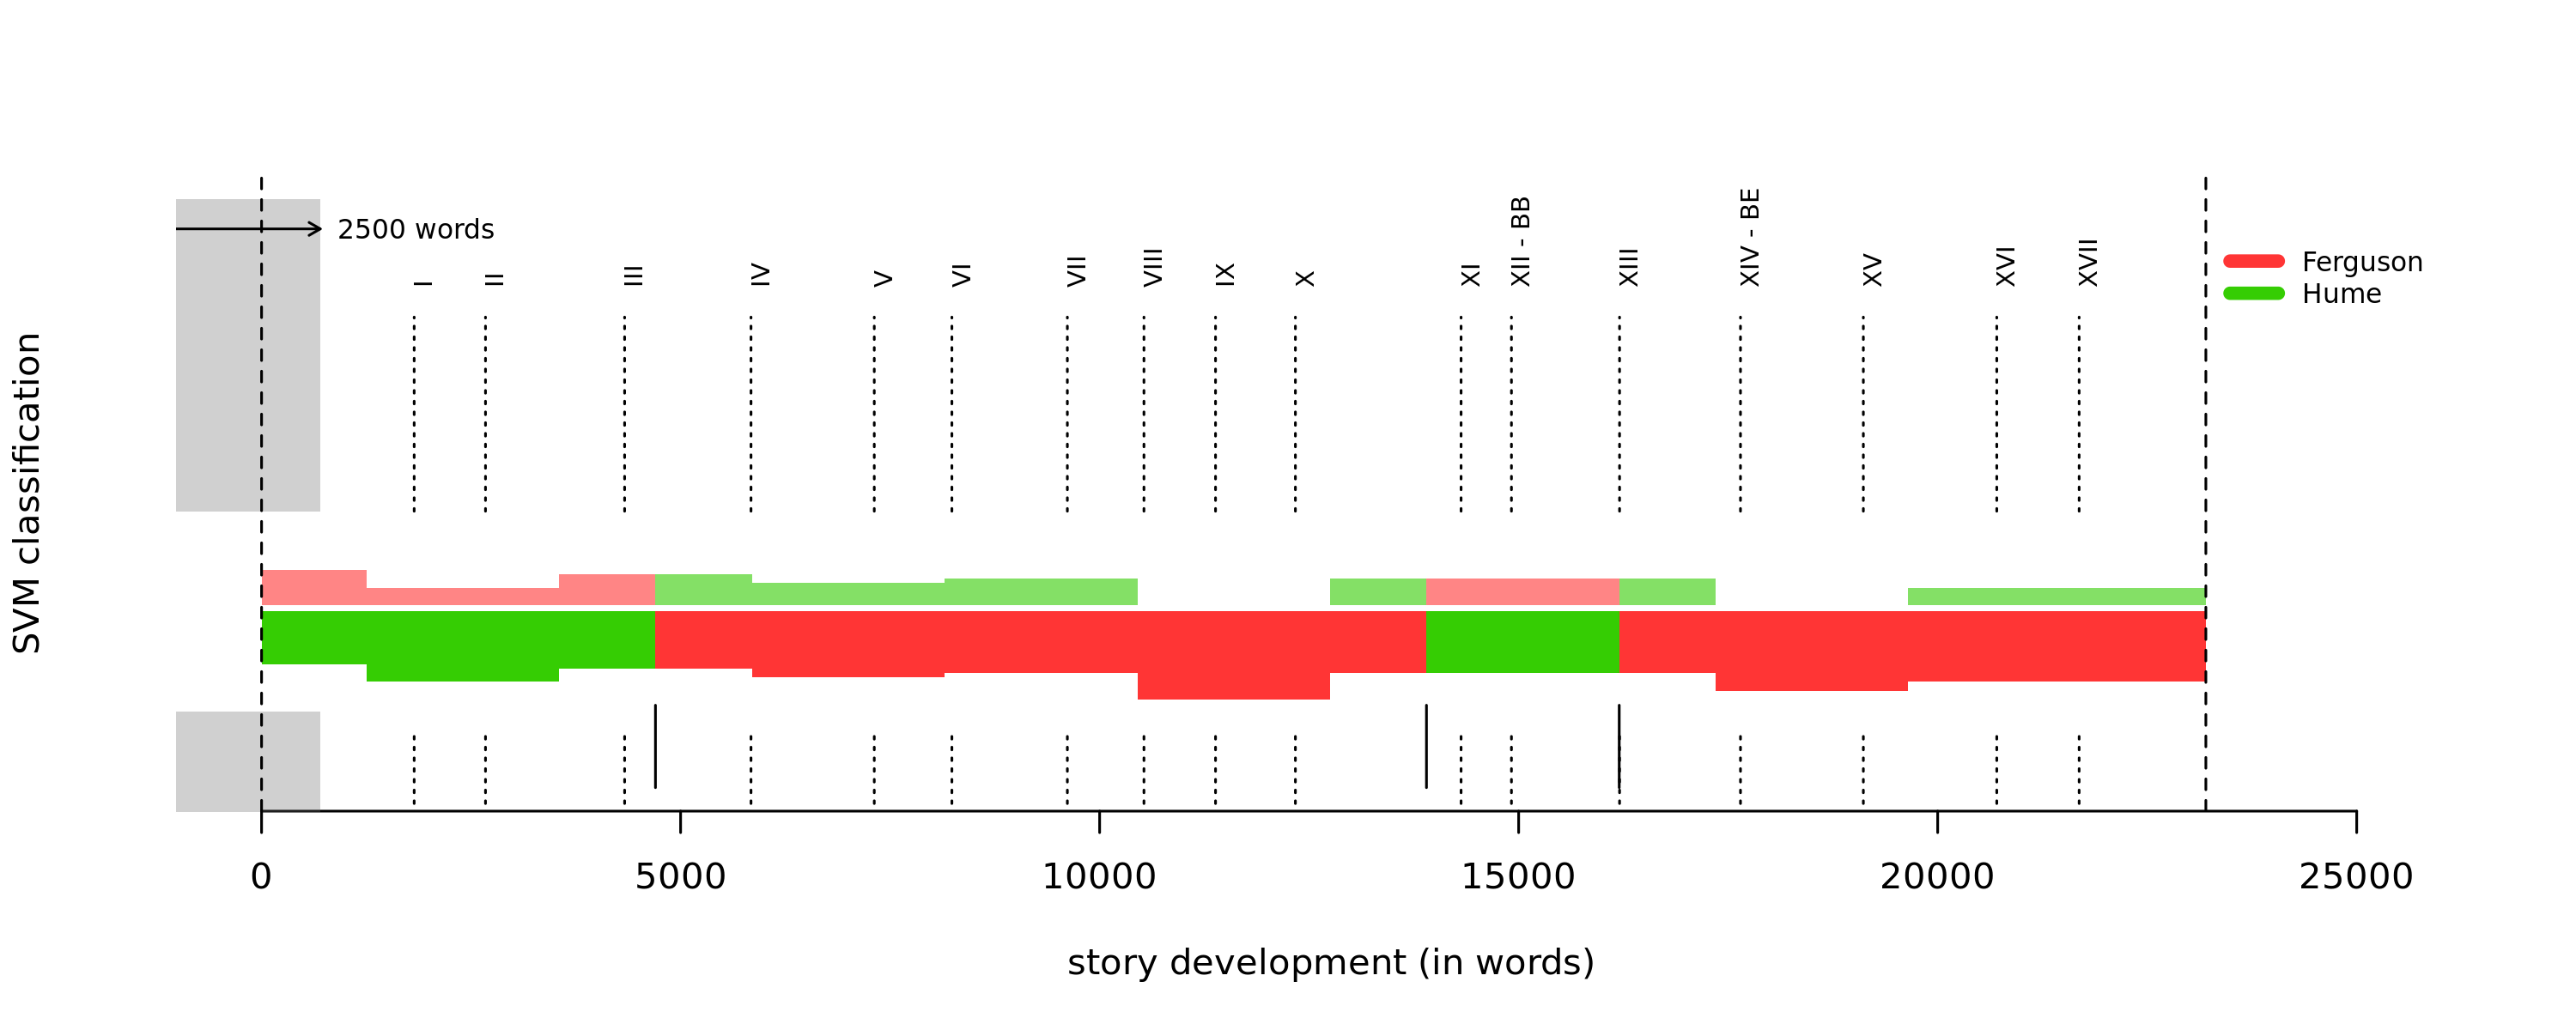 2500 words
I
II
III
IV
V
VI
VII
VIII
IX
X
XI
XII - BB
XIII
XIV - BE
XV
XVI
XVII
Ferguson
Hume
SVM classification
0
5000
10000
15000
20000
25000
story development (in words)